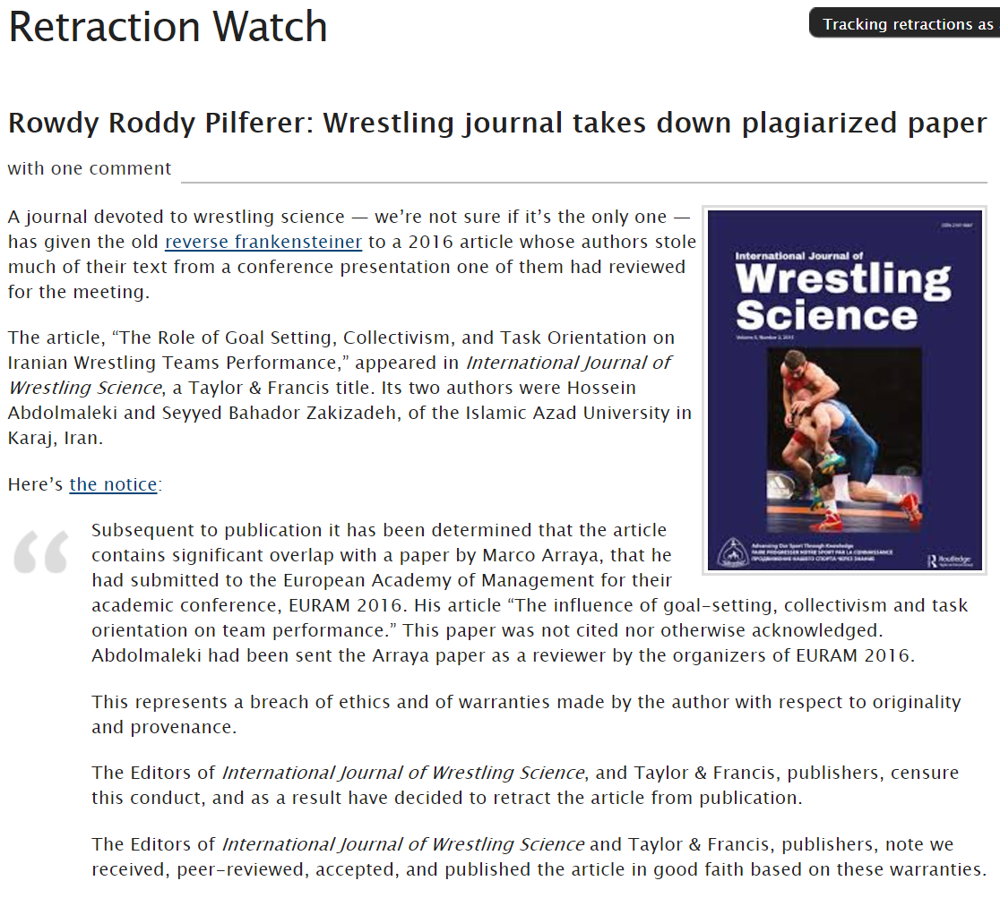 Retraction Watch
Tracking retractions as
Rowdy Roddy Pilferer: Wrestling journal takes down plagiarized paper
with one comment
A journal devoted to wrestling science — we’re not sure if it’s the only one —
has given the old reverse frankensteiner to a 2016 article whose authors stole
much of their text from a conference presentation one of them had reviewed
for the meeting.
The article, “The Role of Goal Setting, Collectivism, and Task Orientation on
Iranian Wrestling Teams Performance,” appeared in International Journal of
Wrestling Science, a Taylor & Francis title. Its two authors were Hossein
Abdolmaleki and Seyyed Bahador Zakizadeh, of the Islamic Azad University in
Karaj, Iran.
Here’s the notice:
International Journal of
Wrestling
Science
Advancing Our Sport Through Knowledge
FAIRE PROGRESSER NOTRE SPORT PAR LA CONNAISSANCE
ПРОДВИЖЕНИЕ НАШЕГО СПОРТА ЧЕРЕЗ ЗНАНИЕ
Routledge
“
Subsequent to publication it has been determined that the article
contains significant overlap with a paper by Marco Arraya, that he
had submitted to the European Academy of Management for their
academic conference, EURAM 2016. His article “The influence of goal-setting, collectivism and task
orientation on team performance.” This paper was not cited nor otherwise acknowledged.
Abdolmaleki had been sent the Arraya paper as a reviewer by the organizers of EURAM 2016.
This represents a breach of ethics and of warranties made by the author with respect to originality
and provenance.
The Editors of International Journal of Wrestling Science, and Taylor & Francis, publishers, censure
this conduct, and as a result have decided to retract the article from publication.
The Editors of International Journal of Wrestling Science and Taylor & Francis, publishers, note we
received, peer-reviewed, accepted, and published the article in good faith based on these warranties.